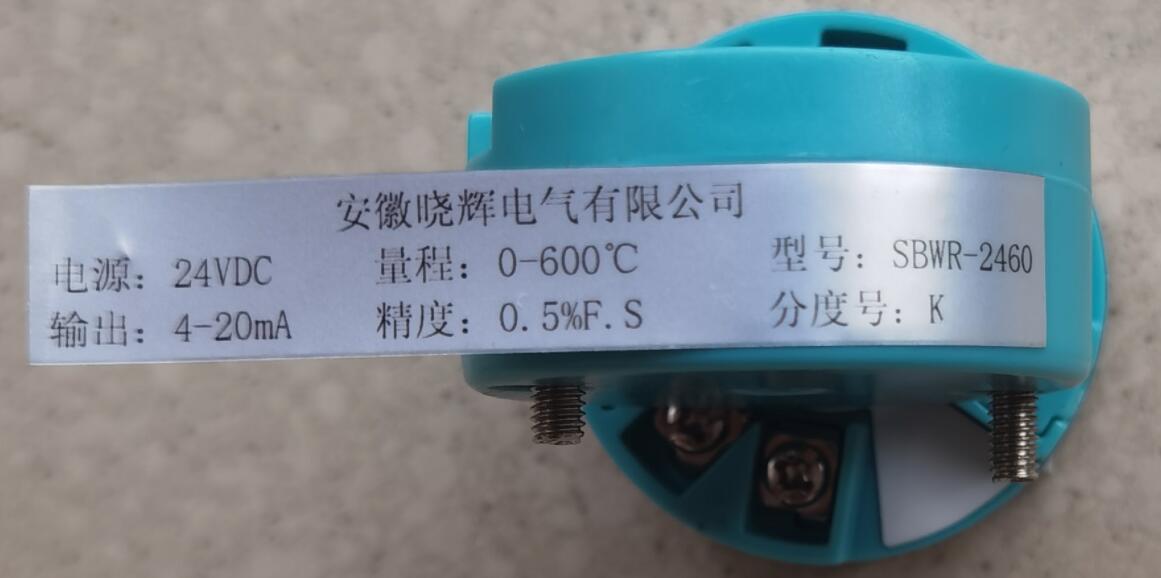 安徽晓辉电气有限公司
电源：24VDC 量程：0-600℃ 型号：SBWR-2460
输出：4-20mA 精度：0.5%F.S 分度号：K